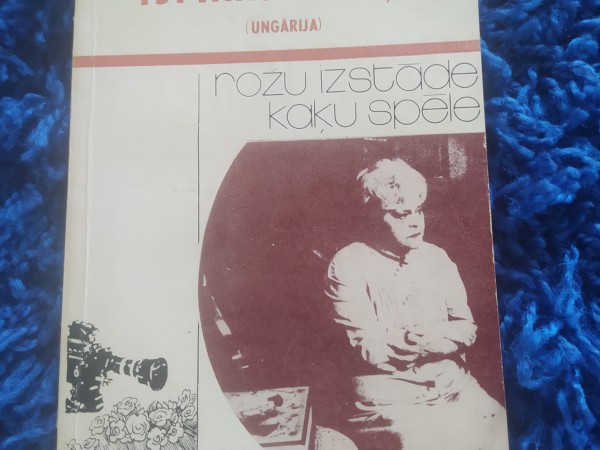 (UNGĀRIJA)
rožu izstāde
kaķu spēle